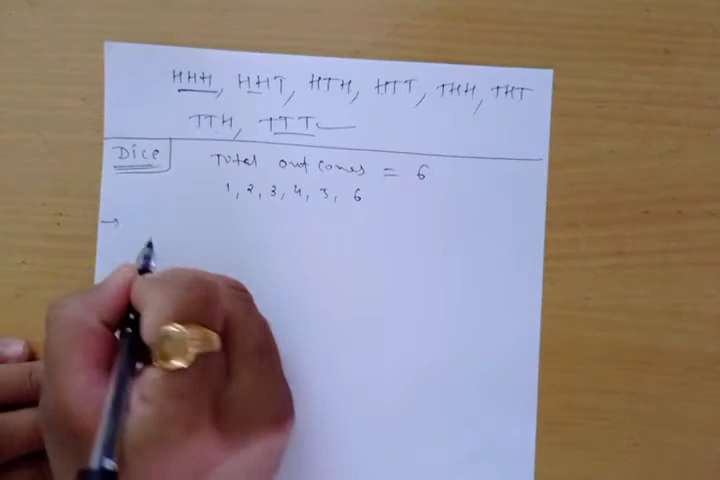 HHH, HHT, HTH, HTT, THH, THT
TTH, TTT
Dice Total outcomes = 6
1, 2, 3, 4, 5, 6
→